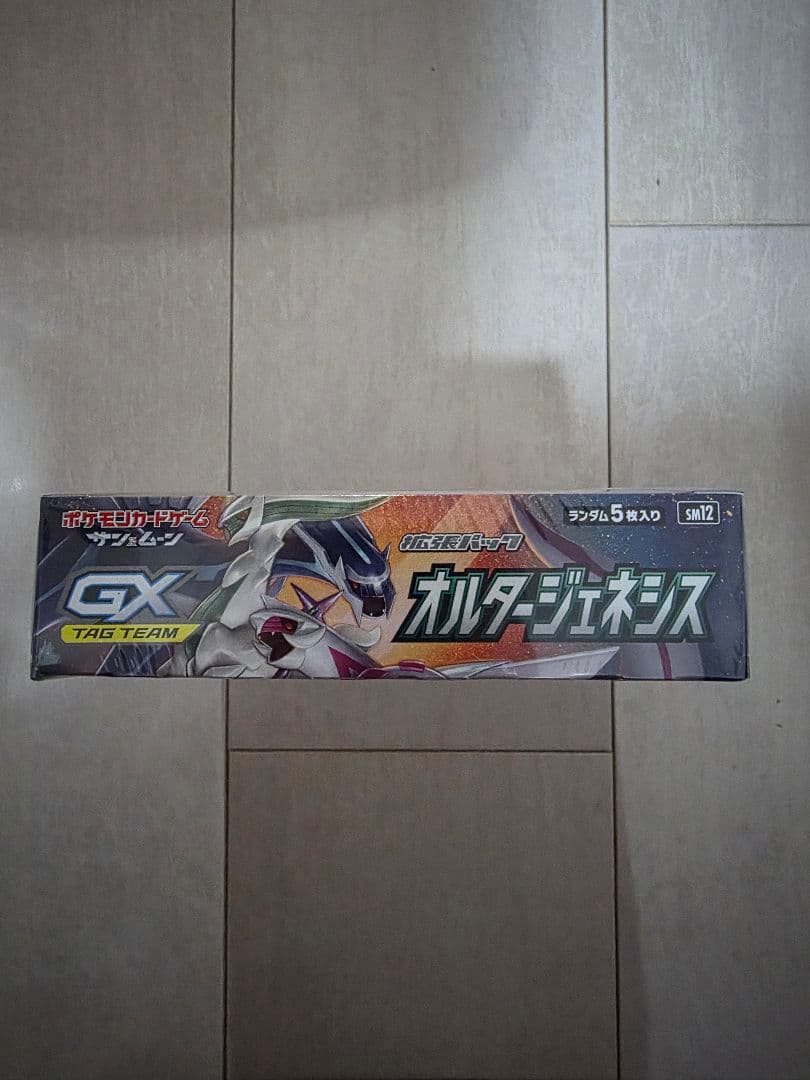 ポケモンカードゲーム
サン&ムーン
GX
TAG TEAM
拡張パック
オルタージェネシス
ランダム5枚入り
SM12